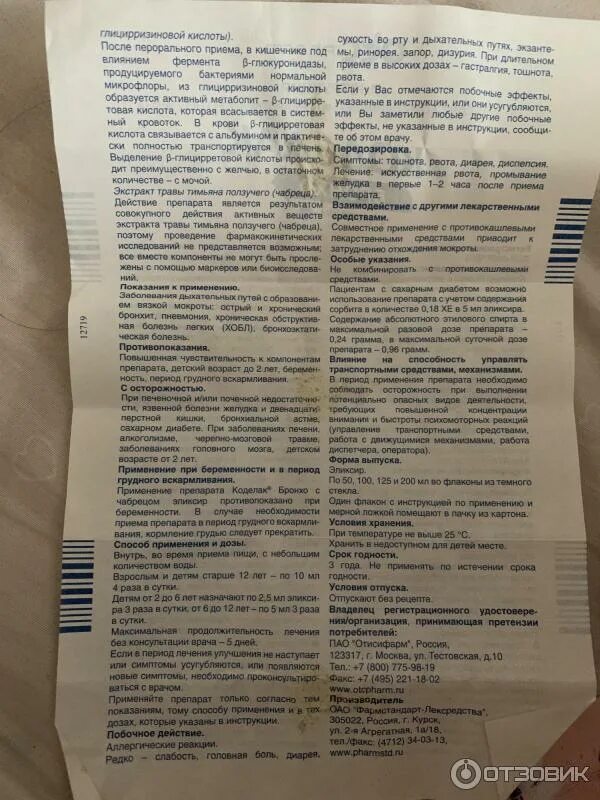 глицирризиновой кислоты).
После перорального приема, в кишечнике под
влиянием фермента β-глюкуронидазы,
продуцируемого бактериями нормальной
микрофлоры, из глицирризиновой кислоты
образуется активный метаболит – β-глицирре-
товая кислота, которая всасывается в систем-
ный кровоток. В крови β-глицирретовая
кислота связывается с альбумином и практиче-
ски полностью транспортируется в печень.
Выделение β-глицирретовой кислоты происхо-
дит преимущественно с желчью, в остаточном
количестве – с мочой.
Экстракт травы тимьяна ползучего (чабреца).
Действие препарата является результатом
совокупного действия активных веществ
экстракта травы тимьяна ползучего (чабреца),
поэтому проведение фармакокинетических
исследований не представляется возможным;
все вместе компоненты не могут быть просле-
жены с помощью маркеров или биоисследо-
ваний.
Показания к применению.
Заболевания дыхательных путей с образовани-
ем вязкой мокроты: острый и хронический
бронхит, пневмония, хроническая обструктив-
ная болезнь легких (ХОБЛ), бронхоэктати-
ческая болезнь.
Противопоказания.
Повышенная чувствительность к компонентам
препарата, детский возраст до 2 лет, беремен-
ность, период грудного вскармливания.
С осторожностью.
При печеночной и/или почечной недостаточно-
сти, язвенной болезни желудка и двенадцати-
перстной кишки, бронхиальной астме,
сахарном диабете. При заболеваниях печени,
алкоголизме, черепно-мозговой травме,
заболеваниях головного мозга, детском
возрасте от 2 лет.
Применение при беременности и в период
грудного вскармливания.
Применение препарата Коделак® Бронхо с
чабрецом эликсир противопоказано при
беременности. В случае необходимости
приема препарата в период грудного вскармли-
вания, кормление грудью следует прекратить.
Способ применения и дозы.
Внутрь, во время приема пищи, с небольшим
количеством воды.
Взрослым и детям старше 12 лет – по 10 мл
4 раза в сутки.
Детям от 2 до 6 лет назначают по 2,5 мл эликси-
ра 3 раза в сутки, от 6 до 12 лет – по 5 мл 3 раза
в сутки.
Максимальная продолжительность лечения
без консультации врача – 5 дней.
Если в период лечения улучшения не наступает
или симптомы усугубляются, или появляются
новые симптомы, необходимо проконсультиро-
ваться с врачом.
Применяйте препарат только согласно тем
показаниям, тому способу применения и в тех
дозах, которые указаны в инструкции.
Побочное действие.
Аллергические реакции.
Редко – слабость, головная боль, диарея,
12719
сухость во рту и дыхательных путях, экзанте-
мы, ринорея, запор, дизурия. При длительном
приеме в высоких дозах – гастралгия, тошнота,
рвота.
Если у Вас отмечаются побочные эффекты,
указанные в инструкции, или они усугубляются,
или Вы заметили любые другие побочные
эффекты, не указанные в инструкции, сообщи-
те об этом врачу.
Передозировка.
Симптомы: тошнота, рвота, диарея, диспепсия.
Лечение: искусственная рвота, промывание
желудка в первые 1–2 часа после приема
препарата.
Взаимодействие с другими лекарственными
средствами.
Совместное применение с противокашлевыми
лекарственными средствами приводит к
затруднению отхождения мокроты.
Особые указания.
Не комбинировать с противокашлевыми
средствами.
Пациентам с сахарным диабетом возможно
использование препарата с учетом содержания
сорбита в количестве 0,18 ХЕ в 5 мл эликсира.
Содержание абсолютного этилового спирта в
максимальной разовой дозе препарата –
0,24 грамма, в максимальной суточной дозе
препарата – 0,96 грамм.
Влияние на способность управлять
транспортными средствами, механизмами.
В период применения препарата необходимо
соблюдать осторожность при выполнении
потенциально опасных видов деятельности,
требующих повышенной концентрации
внимания и быстроты психомоторных реакций
(управление транспортными средствами,
работа с движущимися механизмами, работа
диспетчера, оператора).
Форма выпуска.
Эликсир.
По 50, 100, 125 и 200 мл во флаконы из темного
стекла.
Один флакон с инструкцией по применению и
мерной ложкой помещают в пачку из картона.
Условия хранения.
При температуре не выше 25 °С.
Хранить в недоступном для детей месте.
Срок годности.
3 года. Не применять по истечении срока
годности.
Условия отпуска.
Отпускают без рецепта.
Владелец регистрационного удостовере-
ния/организация, принимающая претензии
потребителей:
ПАО "Отисифарм", Россия,
123317, г. Москва, ул. Тестовская, д.10
Тел.: +7 (800) 775-98-19
Факс: +7 (495) 221-18-02
www.otcpharm.ru
Производитель
ОАО "Фармстандарт-Лексредства",
305022, Россия, г. Курск,
ул. 2-я Агрегатная, 1а/18,
тел./факс: (4712) 34-03-13,
www.pharmstd.ru
ОТЗОВИК